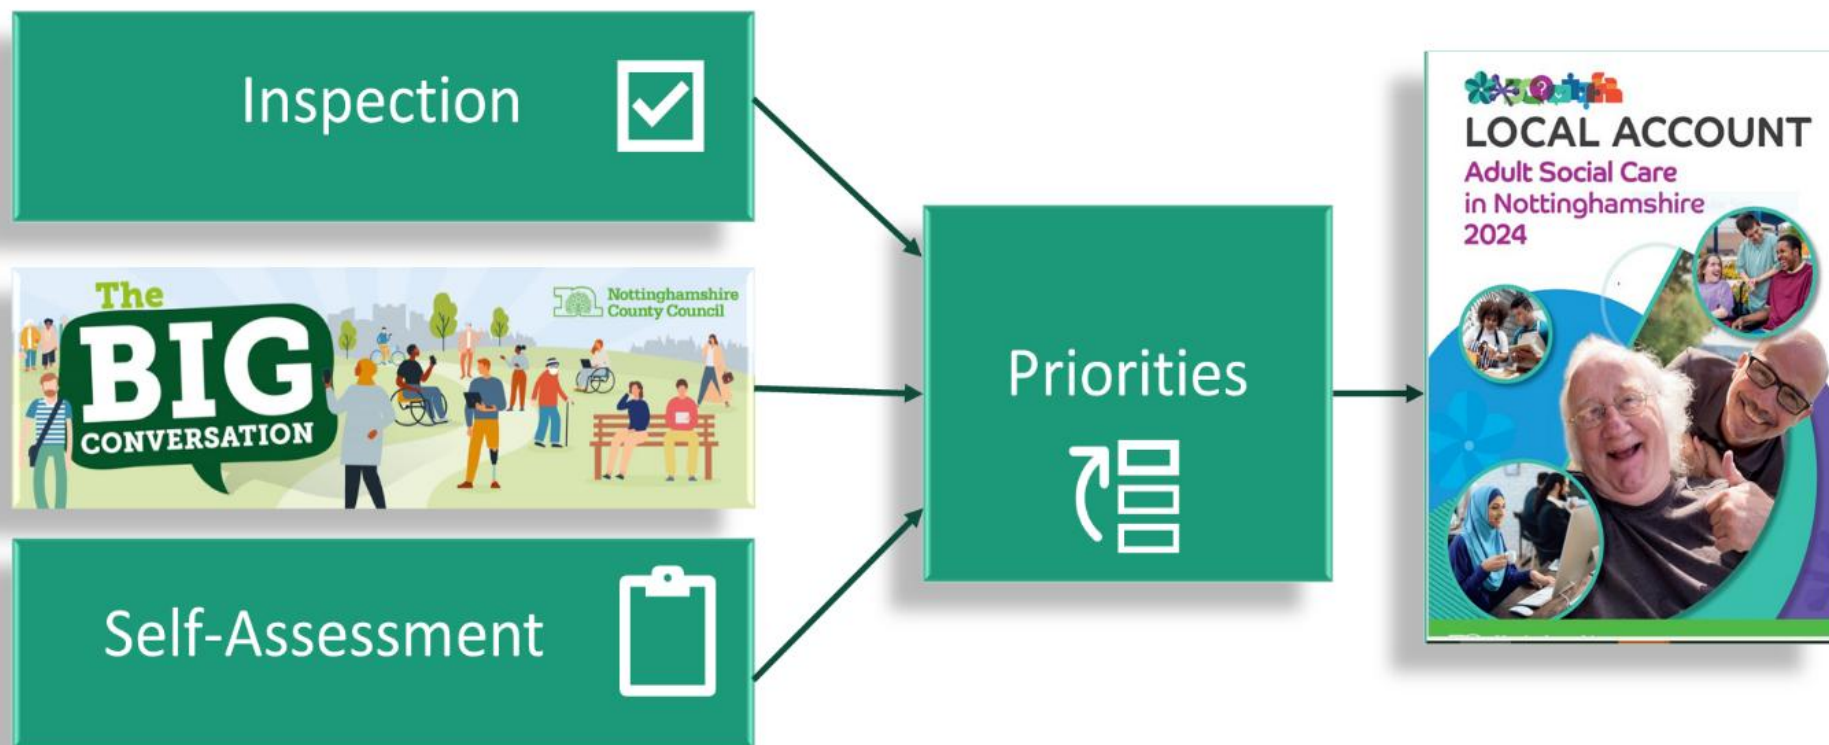 Inspection
The
BIG
CONVERSATION
Nottinghamshire
County Council
Self-Assessment
Priorities
LOCAL ACCOUNT
Adult Social Care
in Nottinghamshire
2024